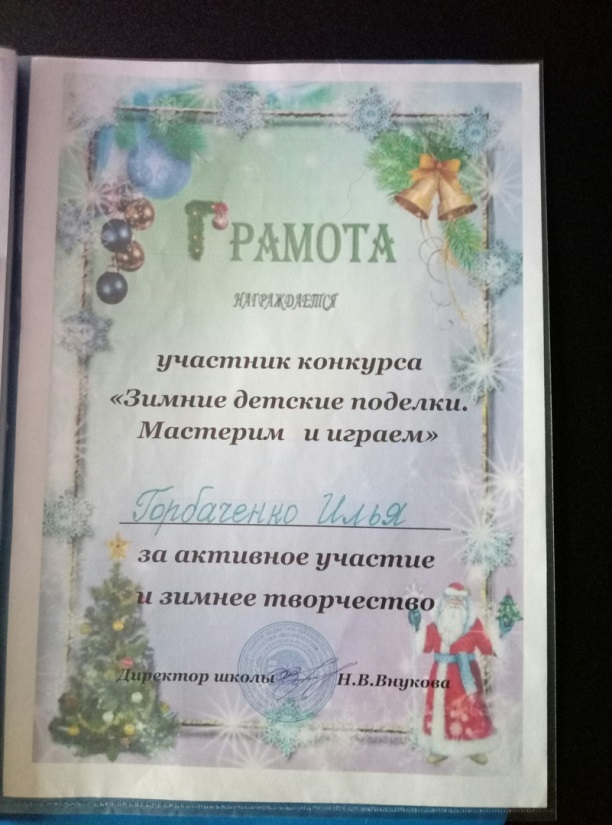 ГРАМОТА
НАГРАЖДАЕТСЯ
участник конкурса
«Зимние детские поделки.
Мастерим и играем»
Горбаченко Илья
за активное участие
и зимнее творчество
Директор школы Н.В.Внукова